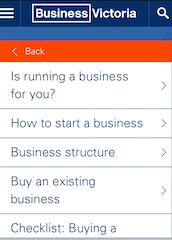 Business Victoria
Back
Is running a business
for you?
How to start a business
Business structure
Buy an existing
business
Checklist: Buying a